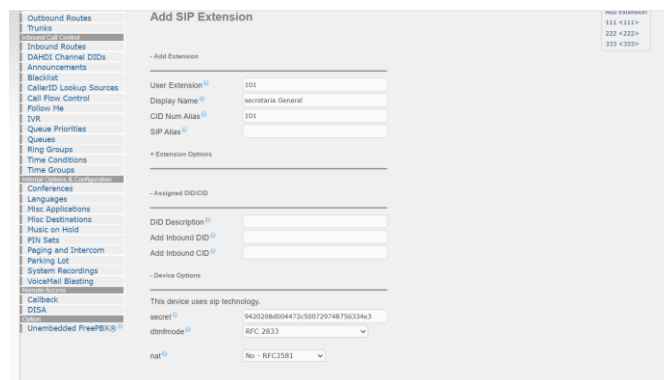 Outbound Routes
Trunks
Inbound Call Control
Inbound Routes
DAHDI Channel DIDs
Announcements
Blacklist
CallerID Lookup Sources
Call Flow Control
Follow Me
IVR
Queue Priorities
Queues
Ring Groups
Time Conditions
Time Groups
Internal Options & Configuration
Conferences
Languages
Misc Applications
Misc Destinations
Music on Hold
PIN Sets
Paging and Intercom
Parking Lot
System Recordings
VoiceMail Blasting
Remote Access
Callback
DISA
Option
Unembedded FreePBX®
Add SIP Extension
- Add Extension
User Extension 101
Display Name secretaria General
CID Num Alias 101
SIP Alias
+ Extension Options
- Assigned DID/CID
DID Description
Add Inbound DID
Add Inbound CID
- Device Options
This device uses sip technology.
secret 9420208d004472c500729748756334e3
dtmfmode RFC 2833
nat No - RFC3581
Add Extension
111 <111>
222 <222>
333 <333>